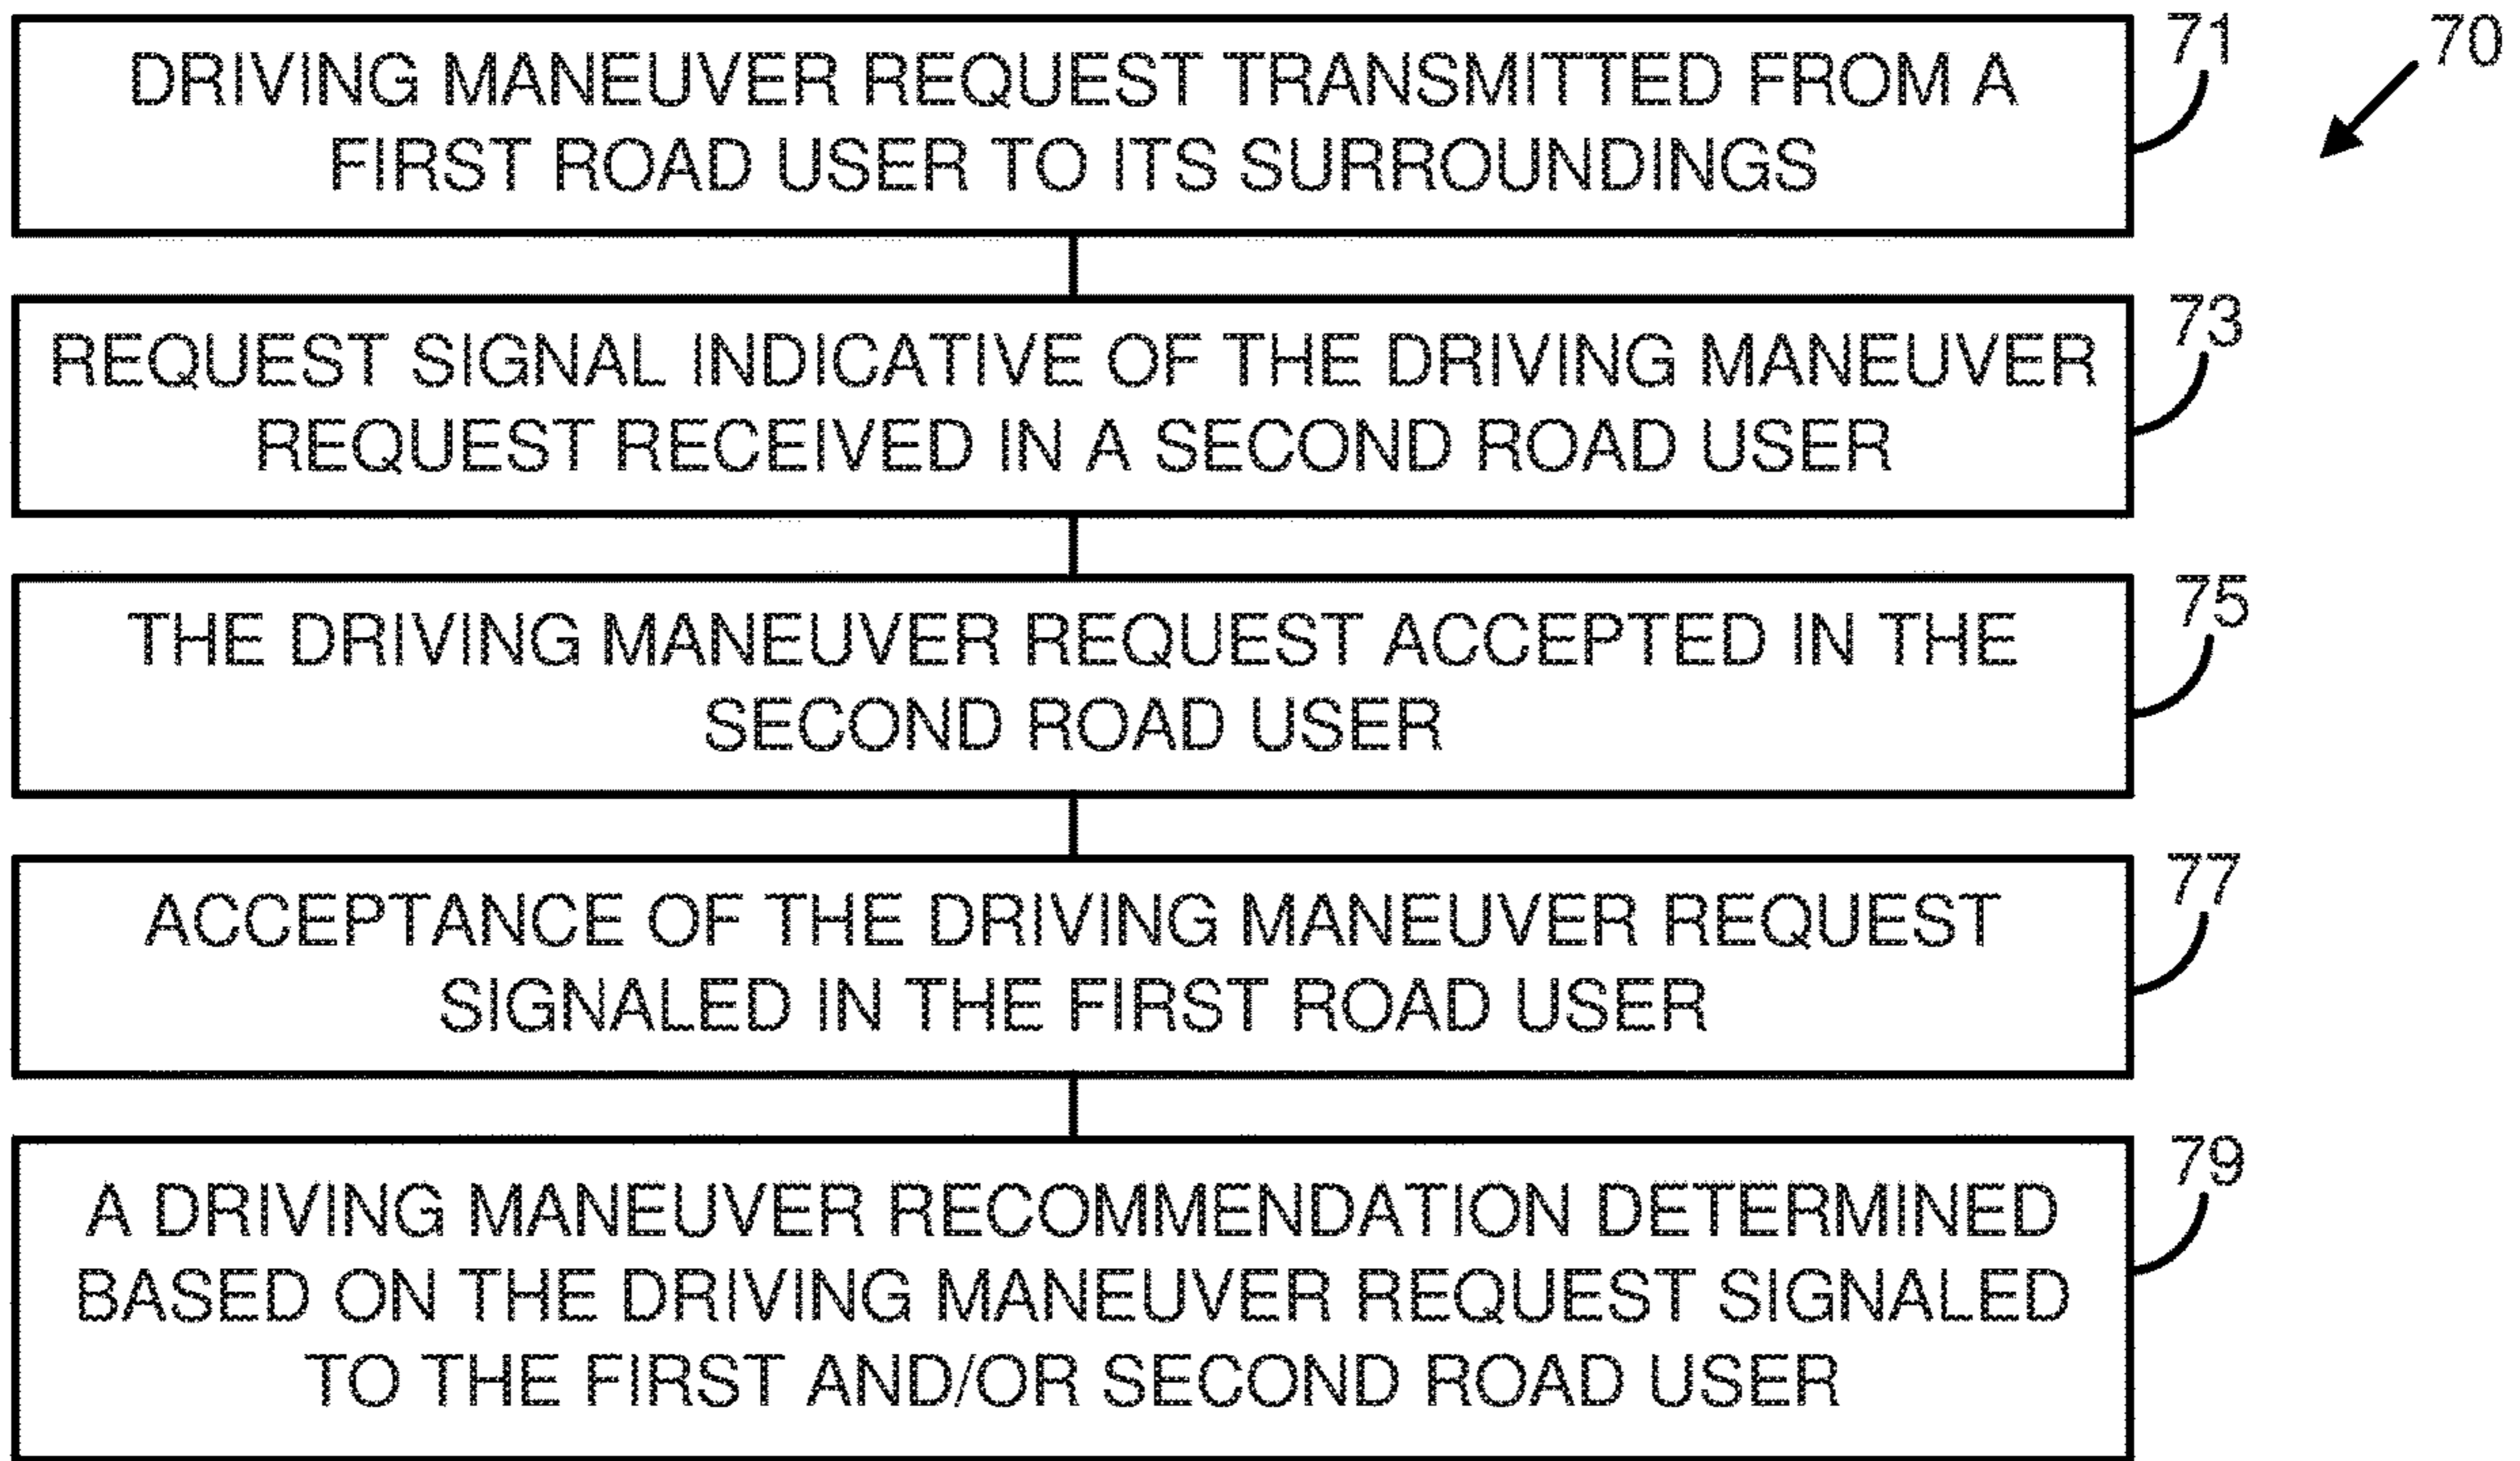 DRIVING MANEUVER REQUEST TRANSMITTED FROM A
FIRST ROAD USER TO ITS SURROUNDINGS
71
70
REQUEST SIGNAL INDICATIVE OF THE DRIVING MANEUVER
REQUEST RECEIVED IN A SECOND ROAD USER
73
THE DRIVING MANEUVER REQUEST ACCEPTED IN THE
SECOND ROAD USER
75
ACCEPTANCE OF THE DRIVING MANEUVER REQUEST
SIGNALED IN THE FIRST ROAD USER
77
A DRIVING MANEUVER RECOMMENDATION DETERMINED
BASED ON THE DRIVING MANEUVER REQUEST SIGNALED
TO THE FIRST AND/OR SECOND ROAD USER
79